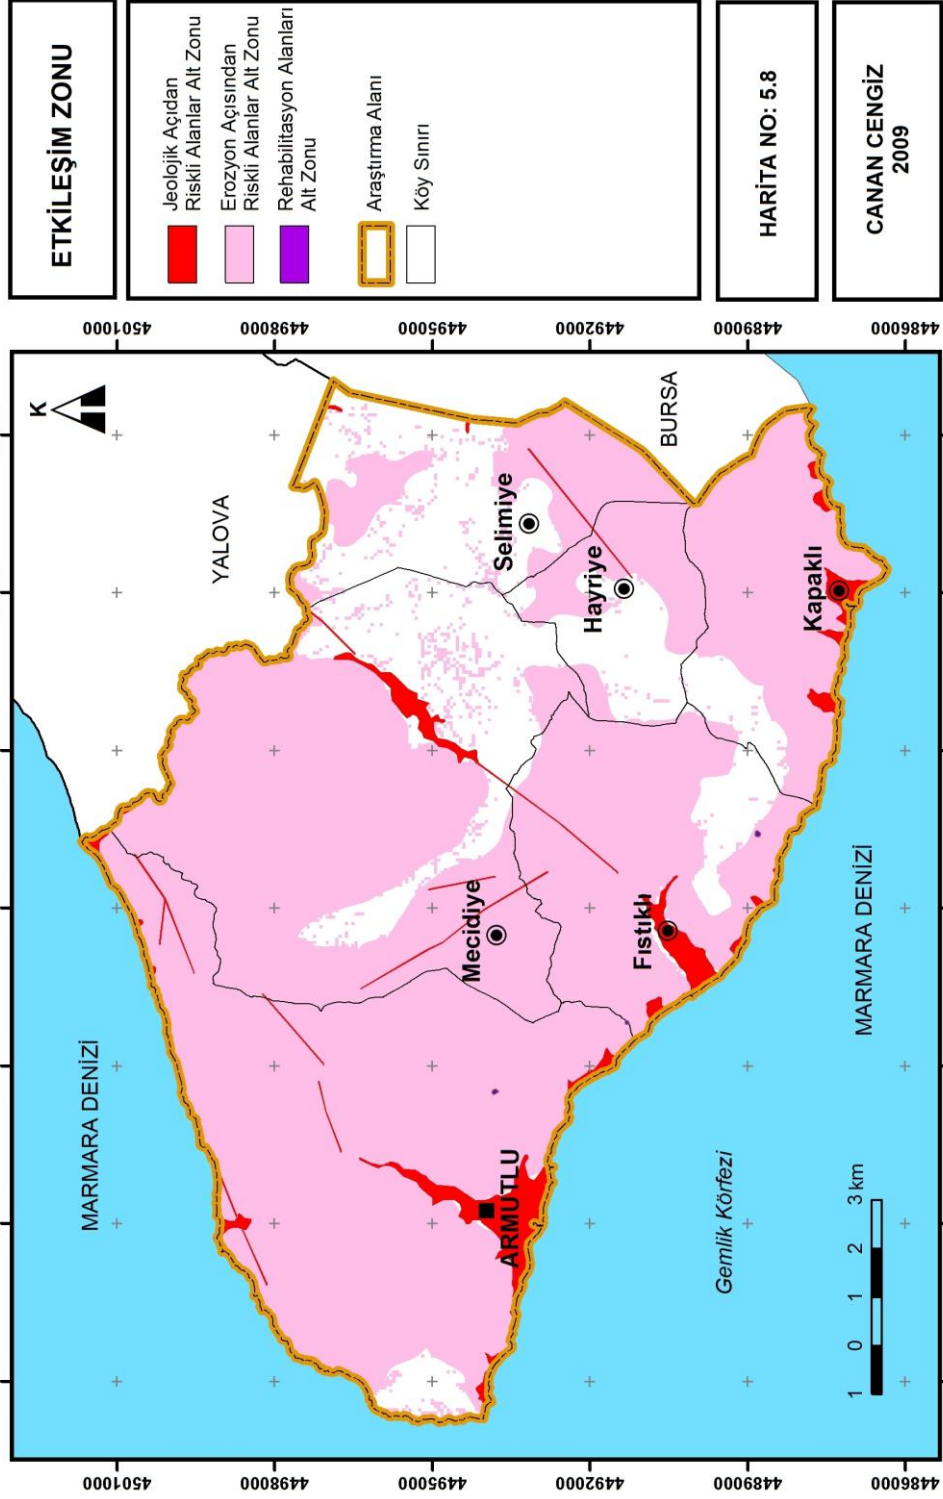 ETKİLEŞİM ZONU
Jeolojik Açıdan
Riskli Alanlar Alt Zonu
Erozyon Açısından
Riskli Alanlar Alt Zonu
Rehabilitasyon Alanları
Alt Zonu
Araştırma Alanı
Köy Sınırı
HARİTA NO: 5.8
CANAN CENGİZ
2009
4501000
4498000
4495000
4492000
4489000
4486000
K
YALOVA
BURSA
MARMARA DENİZİ
Selimiye
Hayriye
Kapaklı
Mecidiye
Fıstıklı
ARMUTLU
MARMARA DENİZİ
Gemlik Körfezi
1 0 1 2 3 km
4501000
4498000
4495000
4492000
4489000
4486000